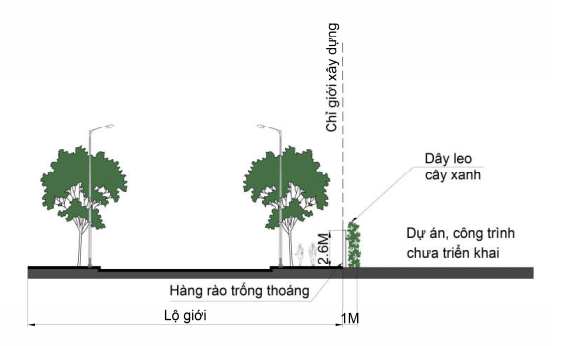 Chỉ giới xây dựng
Dây leo
cây xanh
2.6M
Dự án, công trình
chưa triển khai
Hàng rào trống thoáng
Lộ giới
1M